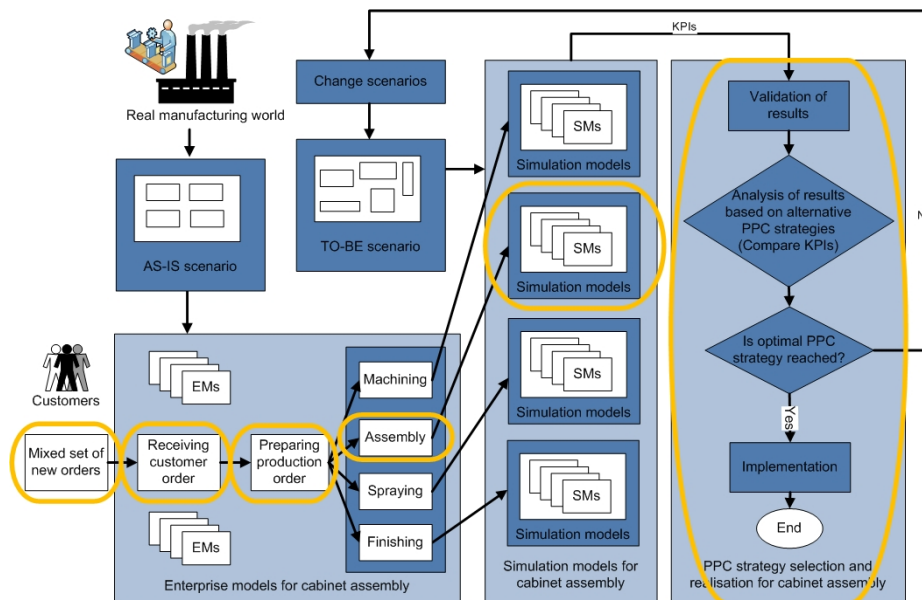 KPIs
Real manufacturing world
Change scenarios
AS-IS scenario
TO-BE scenario
SMs
Simulation models
SMs
Simulation models
SMs
Simulation models
SMs
Simulation models
Simulation models for
cabinet assembly
Validation of
results
Analysis of results
based on alternative
PPC strategies
(Compare KPIs)
Is optimal PPC
strategy reached?
Yes
Implementation
End
PPC strategy selection and
realisation for cabinet assembly
Customers
EMs
Mixed set of
new orders
Receiving
customer
order
Preparing
production
order
Machining
Assembly
Spraying
Finishing
EMs
Enterprise models for cabinet assembly